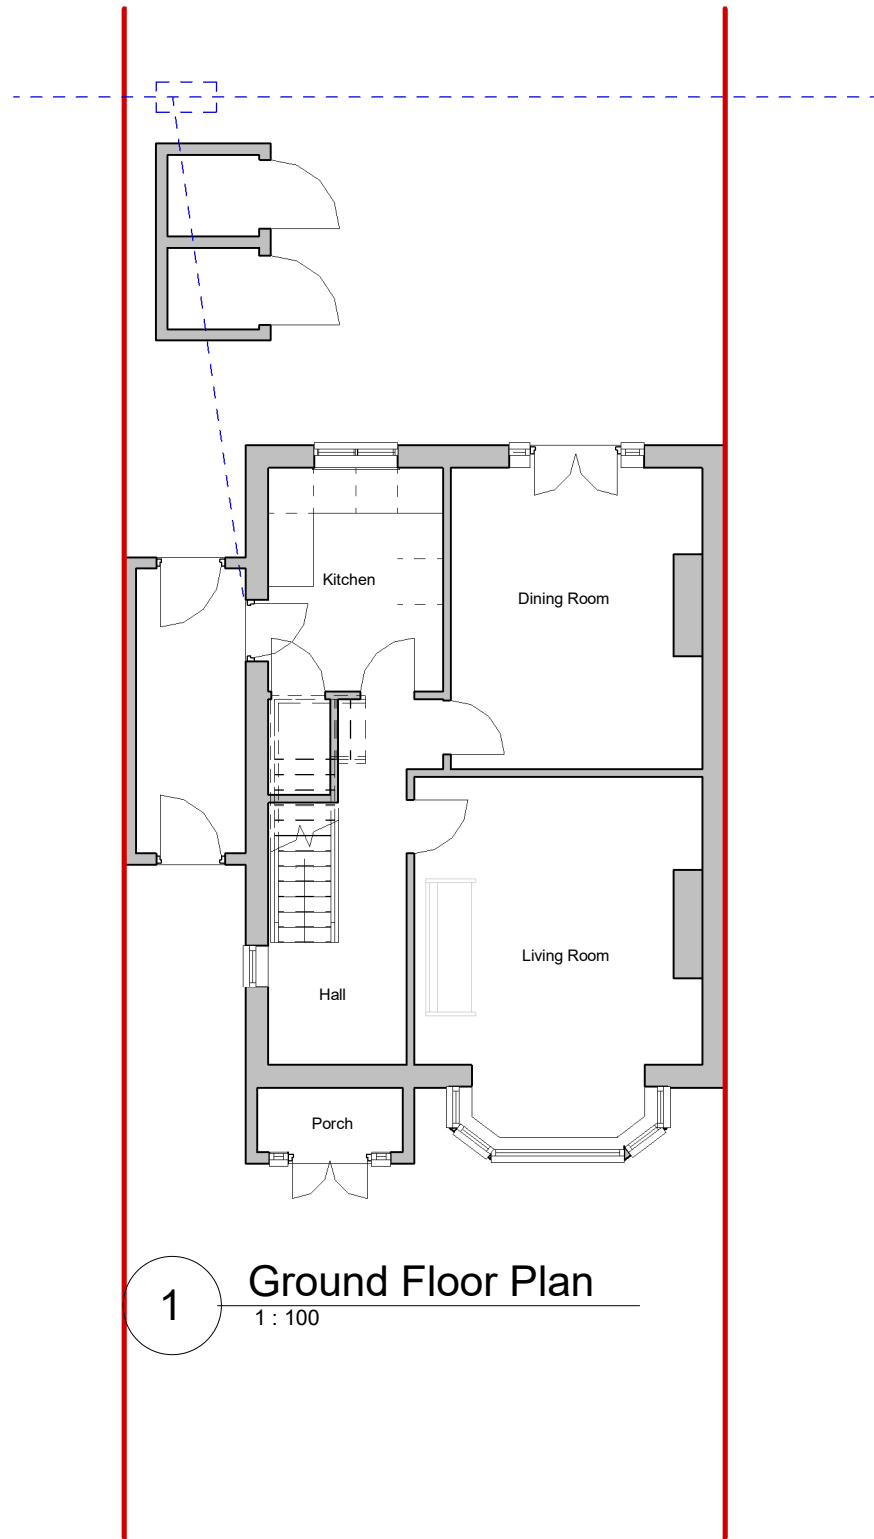 Kitchen
Dining Room
Living Room
Hall
Porch
1
Ground Floor Plan
1 : 100